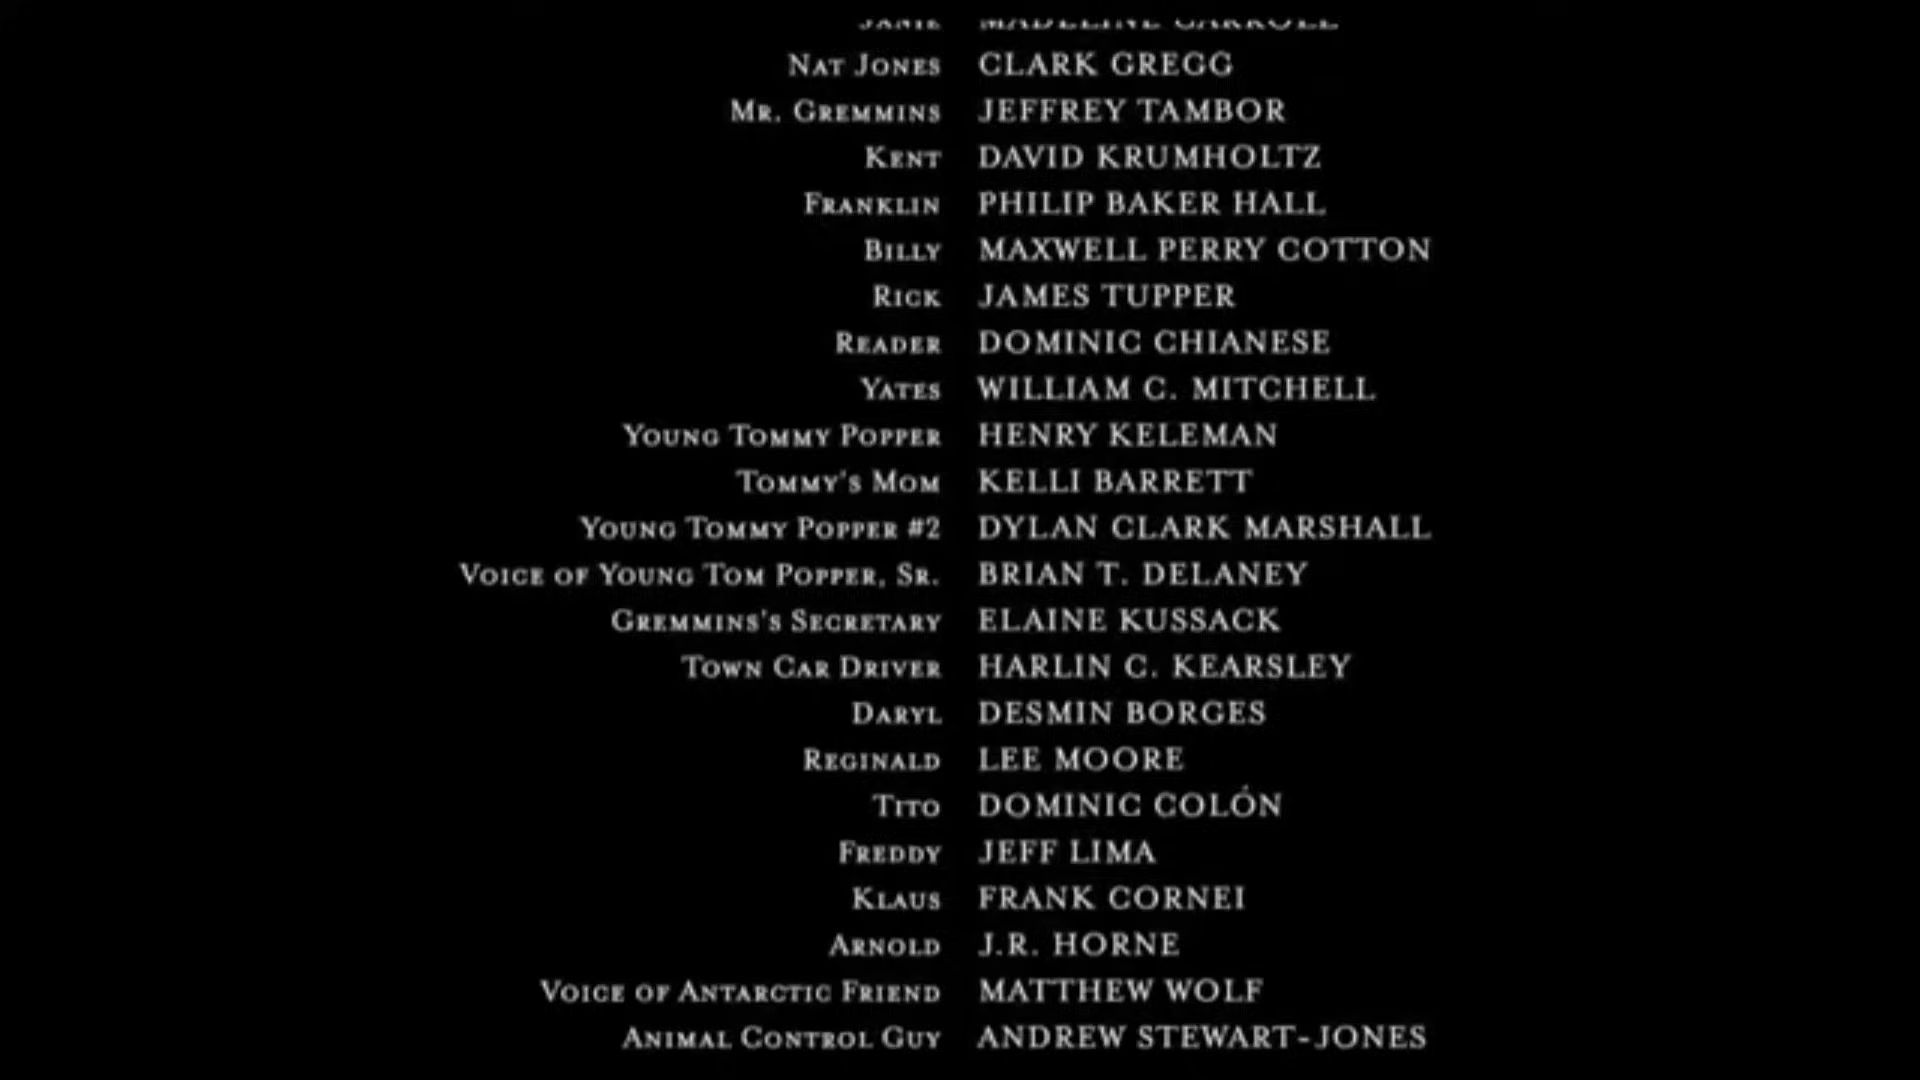 Janie MADELINE CARROLL
Nat Jones CLARK GREGG
Mr. Gremmins JEFFREY TAMBOR
Kent DAVID KRUMHOLTZ
Franklin PHILIP BAKER HALL
Billy MAXWELL PERRY COTTON
Rick JAMES TUPPER
Reader DOMINIC CHIANESE
Yates WILLIAM C. MITCHELL
Young Tommy Popper HENRY KELEMAN
Tommy's Mom KELLI BARRETT
Young Tommy Popper #2 DYLAN CLARK MARSHALL
Voice of Young Tom Popper, Sr. BRIAN T. DELANEY
Gremmins's Secretary ELAINE KUSSACK
Town Car Driver HARLIN C. KEARSLEY
Daryl DESMIN BORGES
Reginald LEE MOORE
Tito DOMINIC COLÓN
Freddy JEFF LIMA
Klaus FRANK CORNEI
Arnold J.R. HORNE
Voice of Antarctic Friend MATTHEW WOLF
Animal Control Guy ANDREW STEWART-JONES